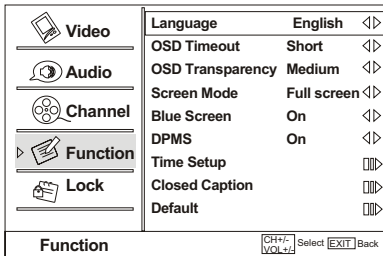 Video
Audio
Channel
Function
Lock
Language English
OSD Timeout Short
OSD Transparency Medium
Screen Mode Full screen
Blue Screen On
DPMS On
Time Setup
Closed Caption
Default
Function
CH+/-
VOL+/- Select EXIT Back